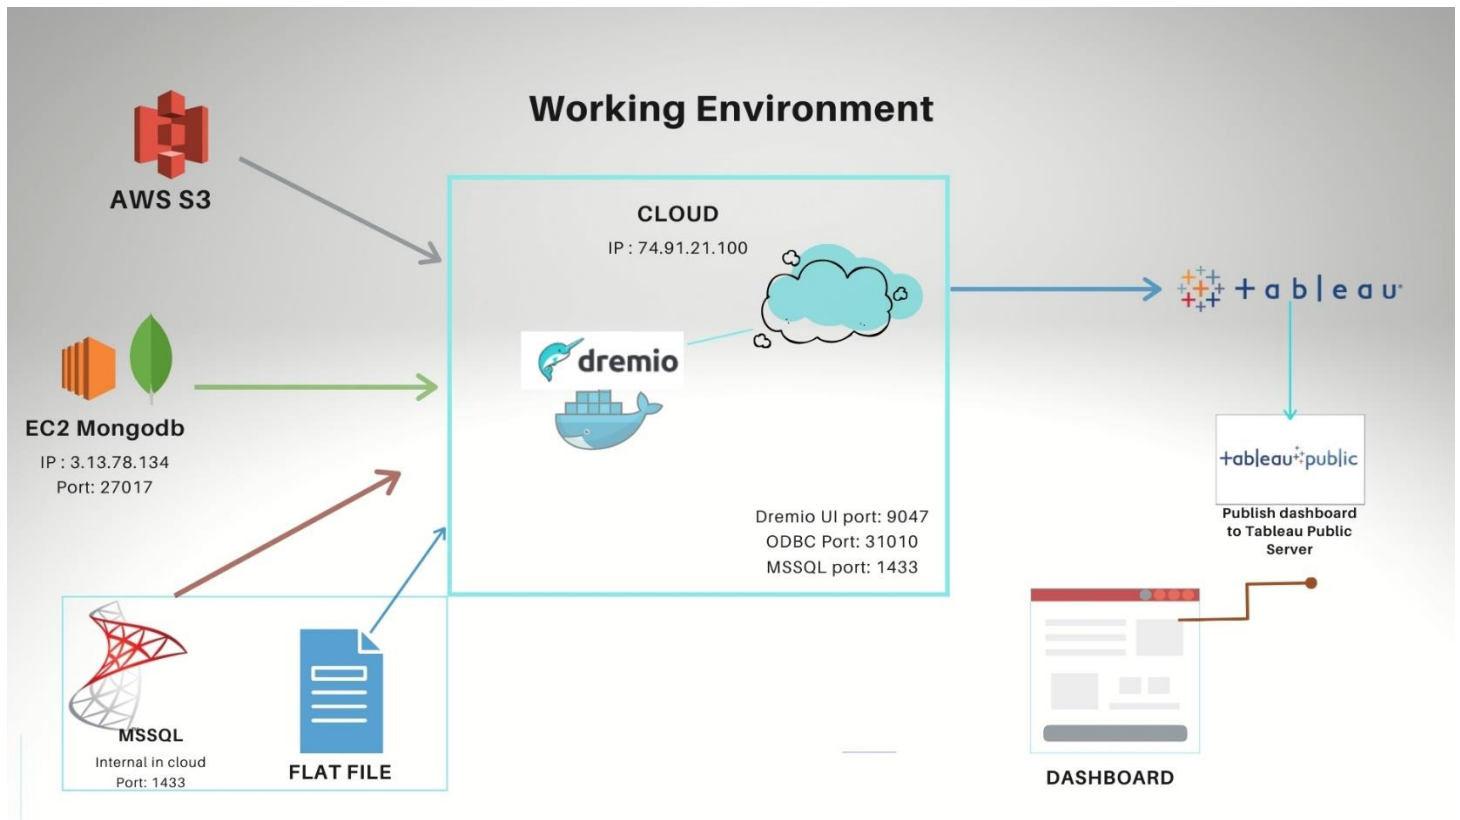 Working Environment
AWS S3
CLOUD
IP : 74.91.21.100
+ableau
dremio
EC2 Mongodb
IP : 3.13.78.134
Port: 27017
+ableau public
Publish dashboard
to Tableau Public
Server
Dremio UI port: 9047
ODBC Port: 31010
MSSQL port: 1433
MSSQL
Internal in cloud
Port: 1433
FLAT FILE
DASHBOARD